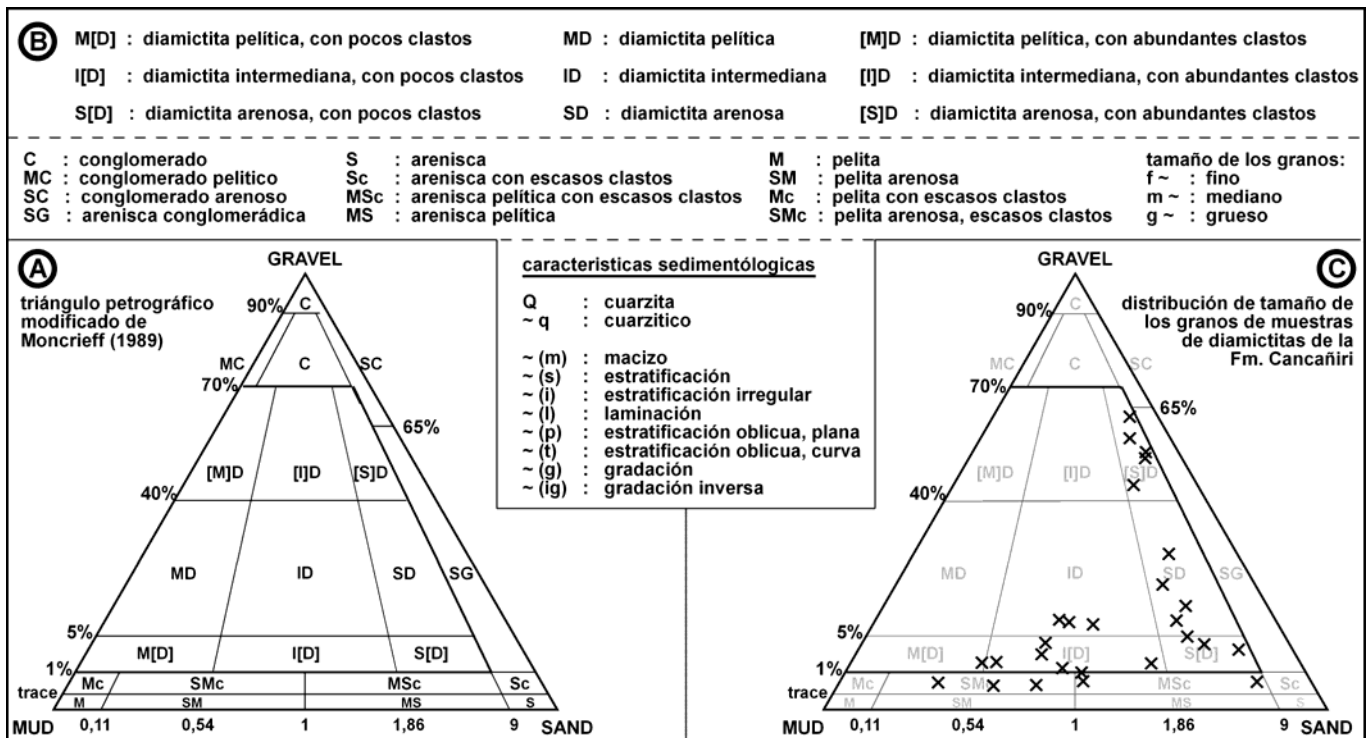 B
M[D] : diamictita pelítica, con pocos clastos
MD : diamictita pelítica
[M]D : diamictita pelítica, con abundantes clastos
I[D] : diamictita intermediana, con pocos clastos
ID : diamictita intermediana
[I]D : diamictita intermediana, con abundantes clastos
S[D] : diamictita arenosa, con pocos clastos
SD : diamictita arenosa
[S]D : diamictita arenosa, con abundantes clastos
C : conglomerado
MC : conglomerado pelitico
SC : conglomerado arenoso
SG : arenisca conglomerádica
S : arenisca
Sc : arenisca con escasos clastos
MSc : arenisca pelítica con escasos clastos
MS : arenisca pelítica
M : pelita
SM : pelita arenosa
Mc : pelita con escasos clastos
SMc : pelita arenosa, escasos clastos
tamaño de los granos:
f ~ : fino
m ~ : mediano
g ~ : grueso
A
triángulo petrográfico
modificado de
Moncrieff (1989)
GRAVEL
90%
C
MC
C
SC
70%
65%
[M]D
[I]D
[S]D
40%
MD
ID
SD
SG
5%
M[D]
I[D]
S[D]
1%
Mc
SMc
MSc
Sc
trace
M
SM
MS
S
MUD
0,11
0,54
1
1,86
9
SAND
caracteristicas sedimentólogicas
Q : cuarzita
~ q : cuarzitico
~ (m) : macizo
~ (s) : estratificación
~ (i) : estratificación irregular
~ (l) : laminación
~ (p) : estratificación oblicua, plana
~ (t) : estratificación oblicua, curva
~ (g) : gradación
~ (ig) : gradación inversa
C
distribución de tamaño de
los granos de muestras
de diamictitas de la
Fm. Cancañiri
GRAVEL
90%
C
MC
C
SC
70%
65%
[M]D
[I]D
[S]D
40%
MD
ID
SD
SG
5%
M[D]
I[D]
S[D]
1%
Mc
SM
MSc
Sc
trace
M
SM
MS
S
MUD
0,11
0,54
1
1,86
9
SAND